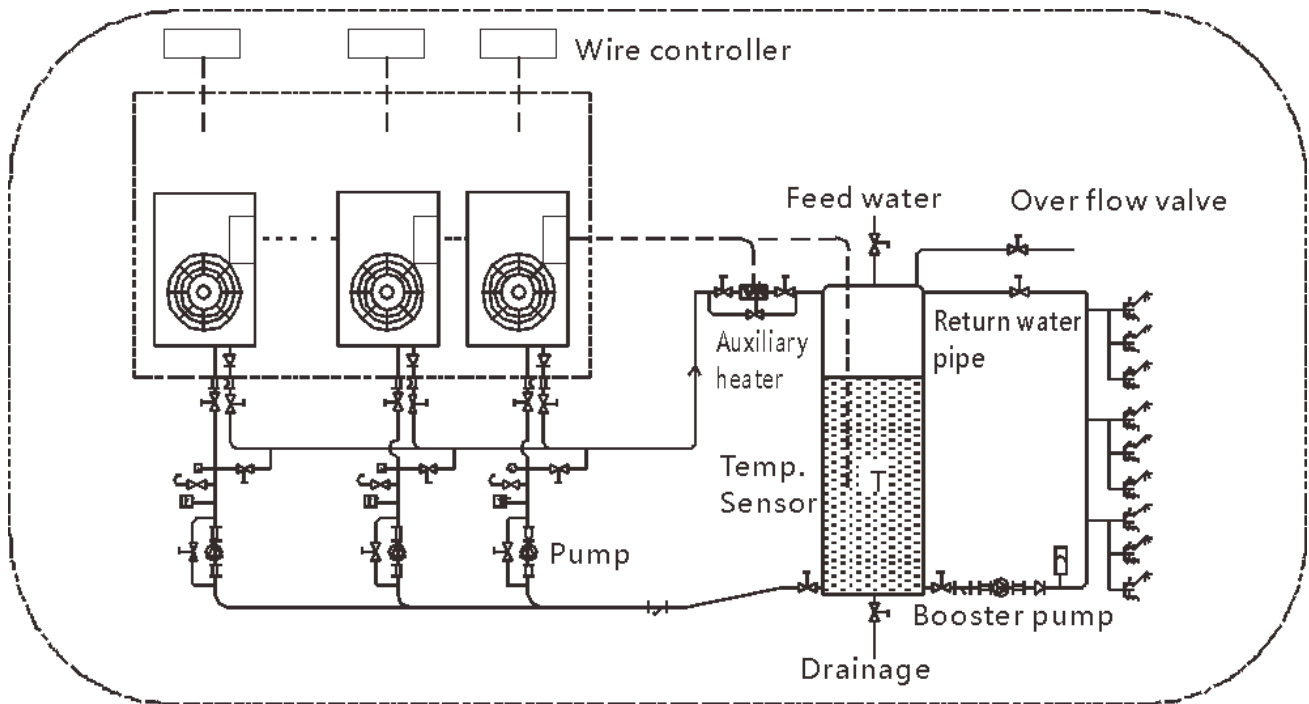 Wire controller
Feed water
Over flow valve
Return water
pipe
Auxiliary
heater
Temp.
Sensor
T
Pump
Booster pump
Drainage